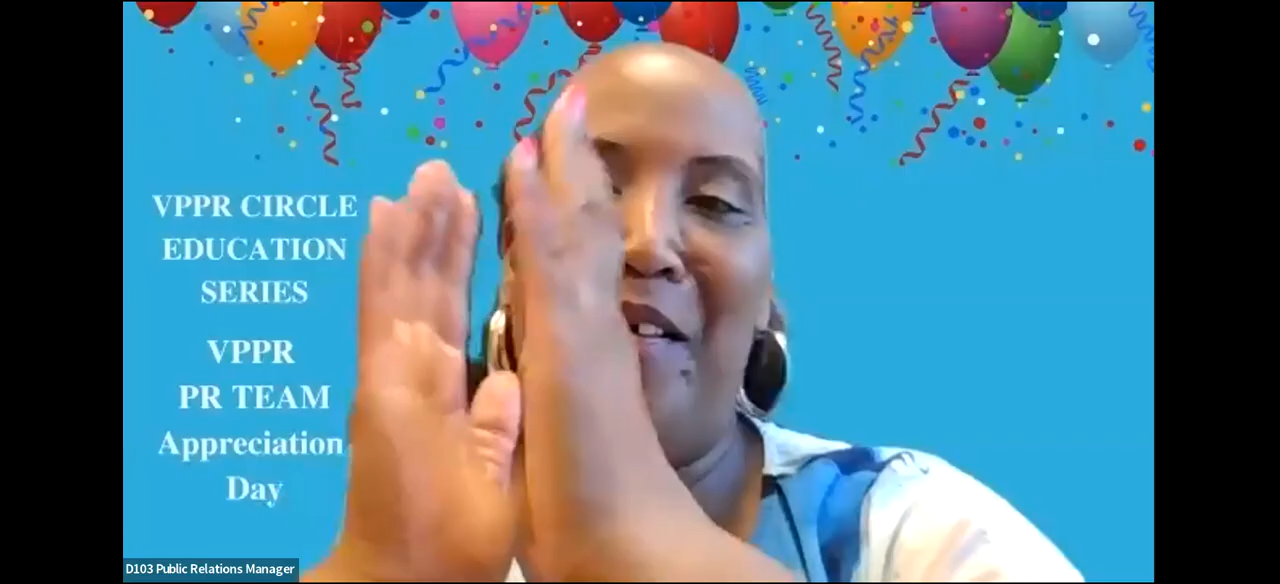 VPPR CIRCLE
EDUCATION
SERIES
VPPR
PR TEAM
Appreciation
Day
D103 Public Relations Manager